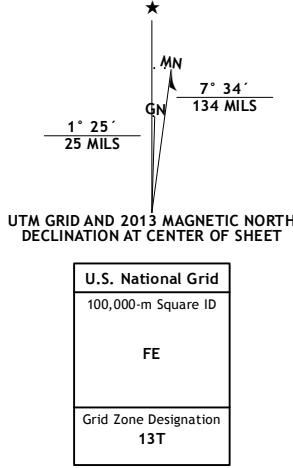 ★
MN
7° 34´
134 MILS
GN
1° 25´
25 MILS
UTM GRID AND 2013 MAGNETIC NORTH
DECLINATION AT CENTER OF SHEET
U.S. National Grid
100,000-m Square ID
FE
Grid Zone Designation
13T